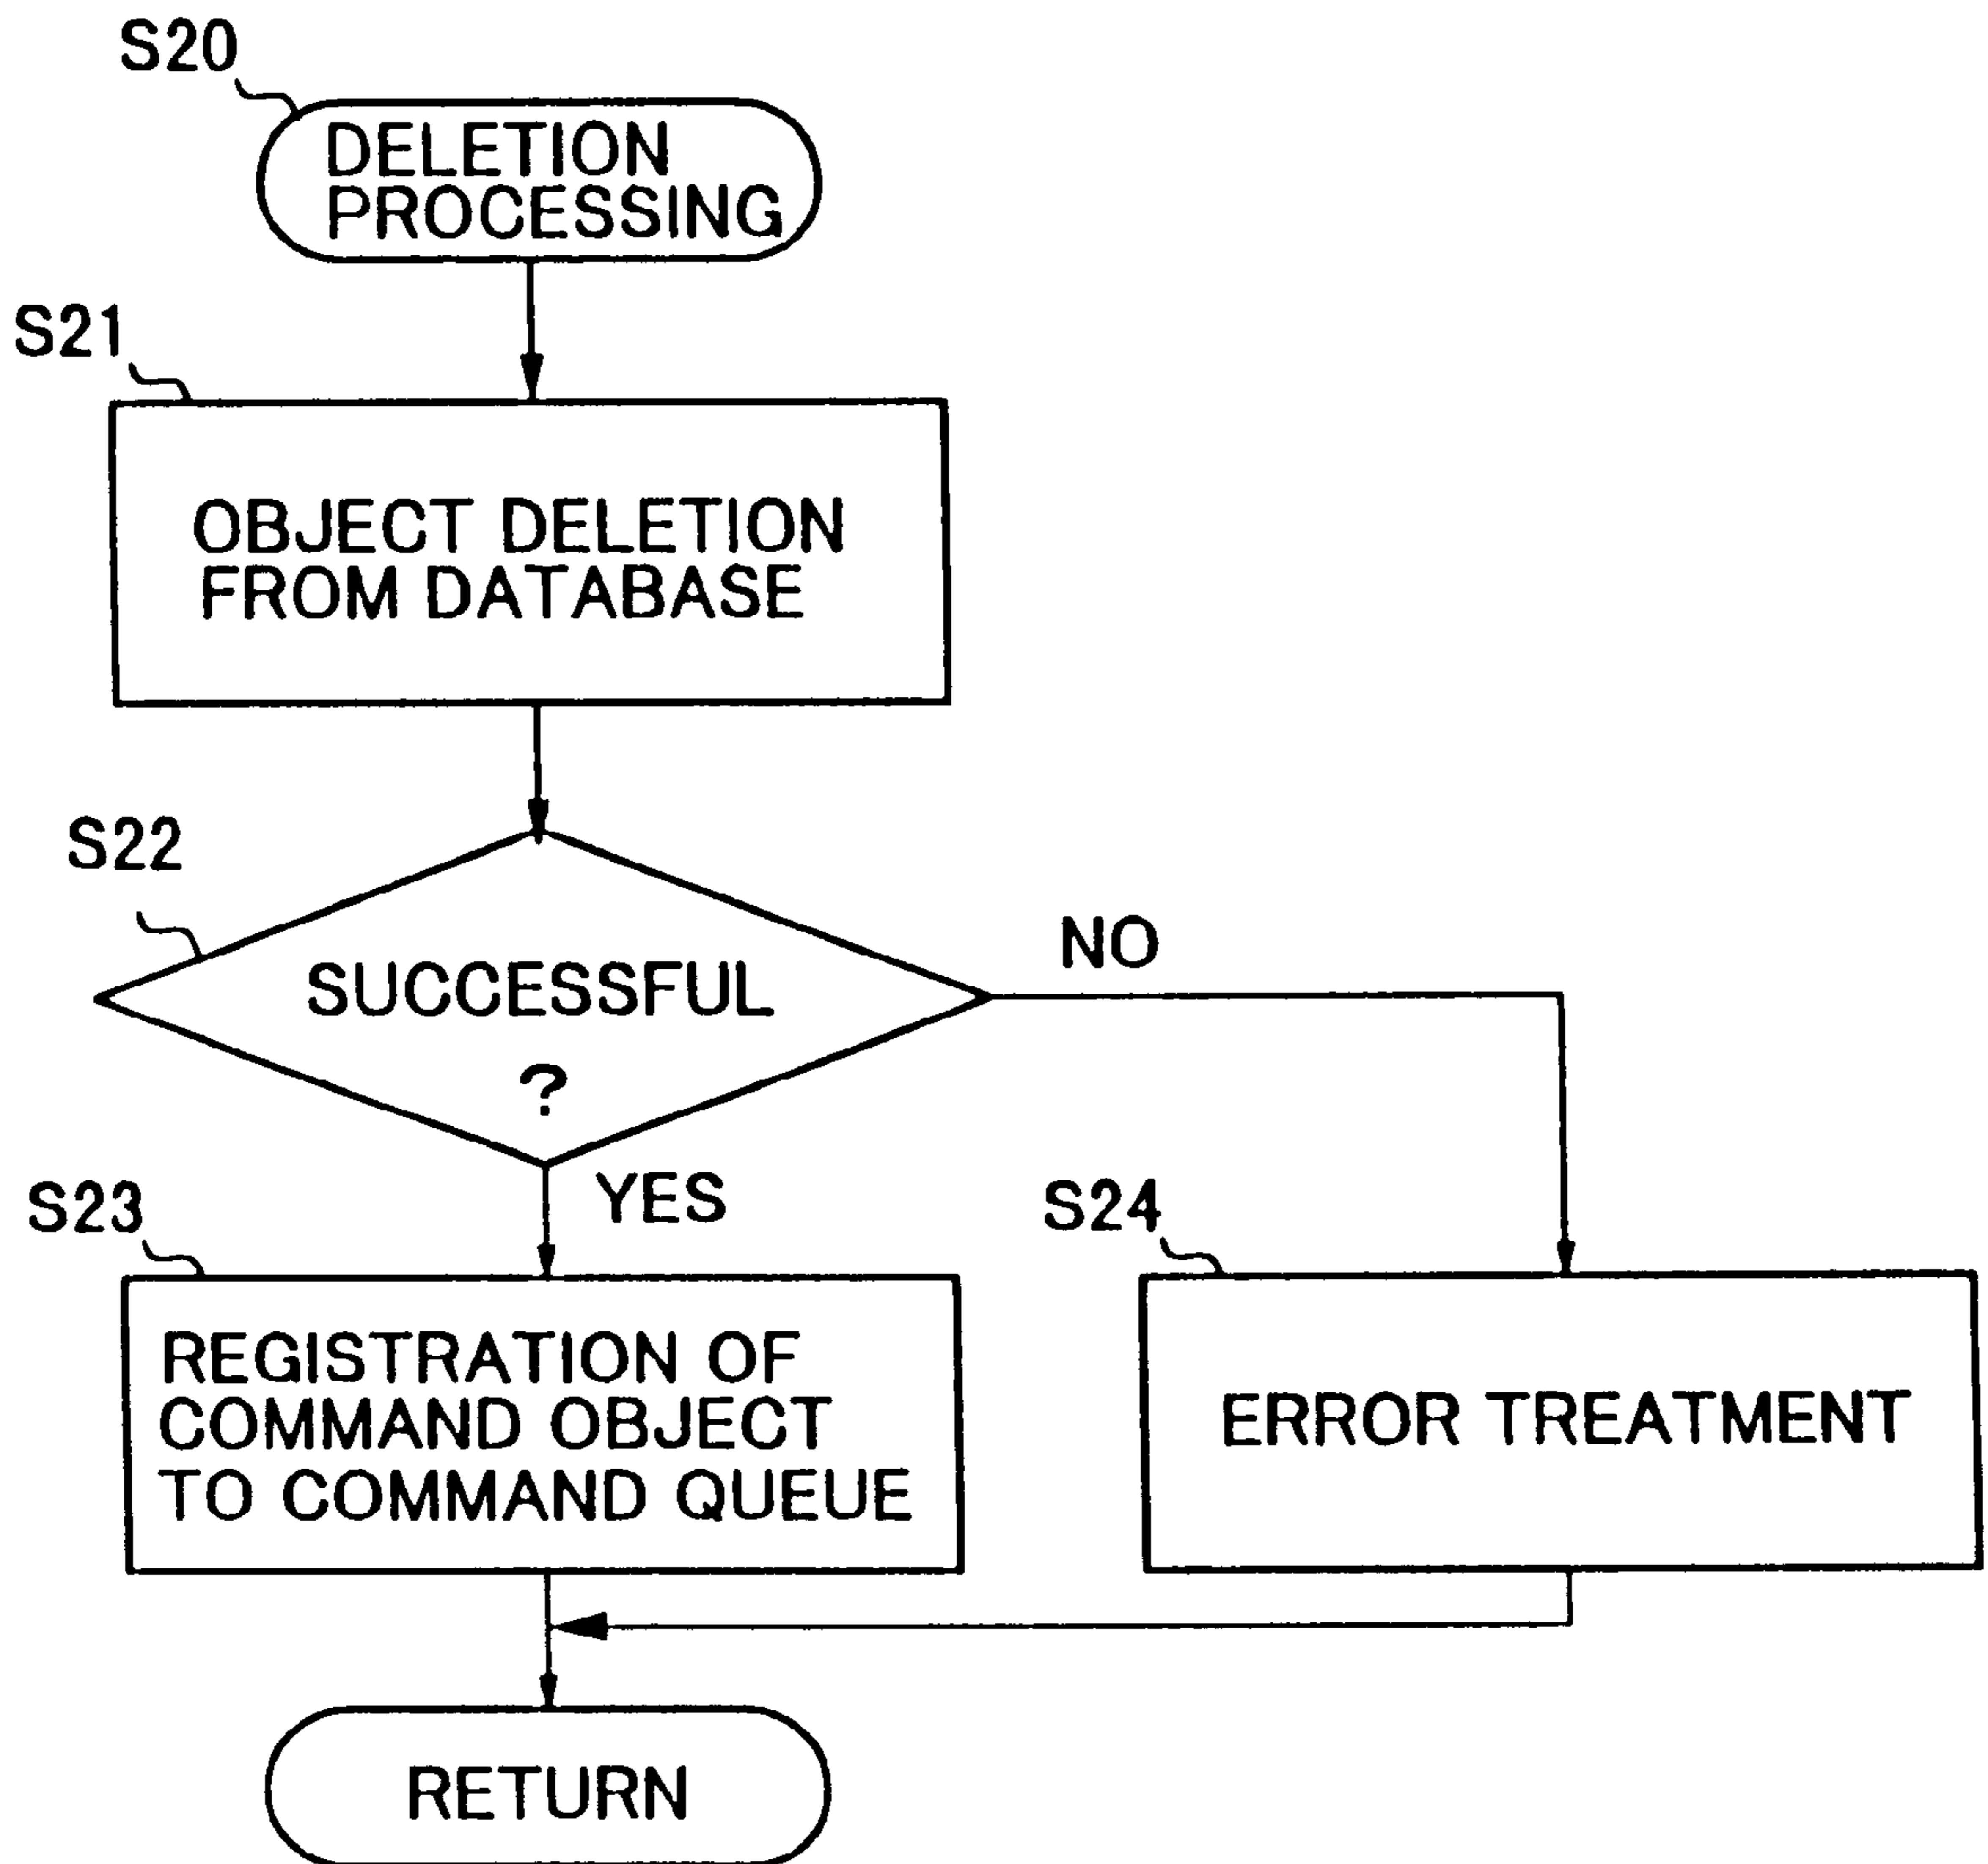 S20
DELETION
PROCESSING
S21
OBJECT DELETION
FROM DATABASE
S22
SUCCESSFUL
?
NO
YES
S23
REGISTRATION OF
COMMAND OBJECT
TO COMMAND QUEUE
S24
ERROR TREATMENT
RETURN